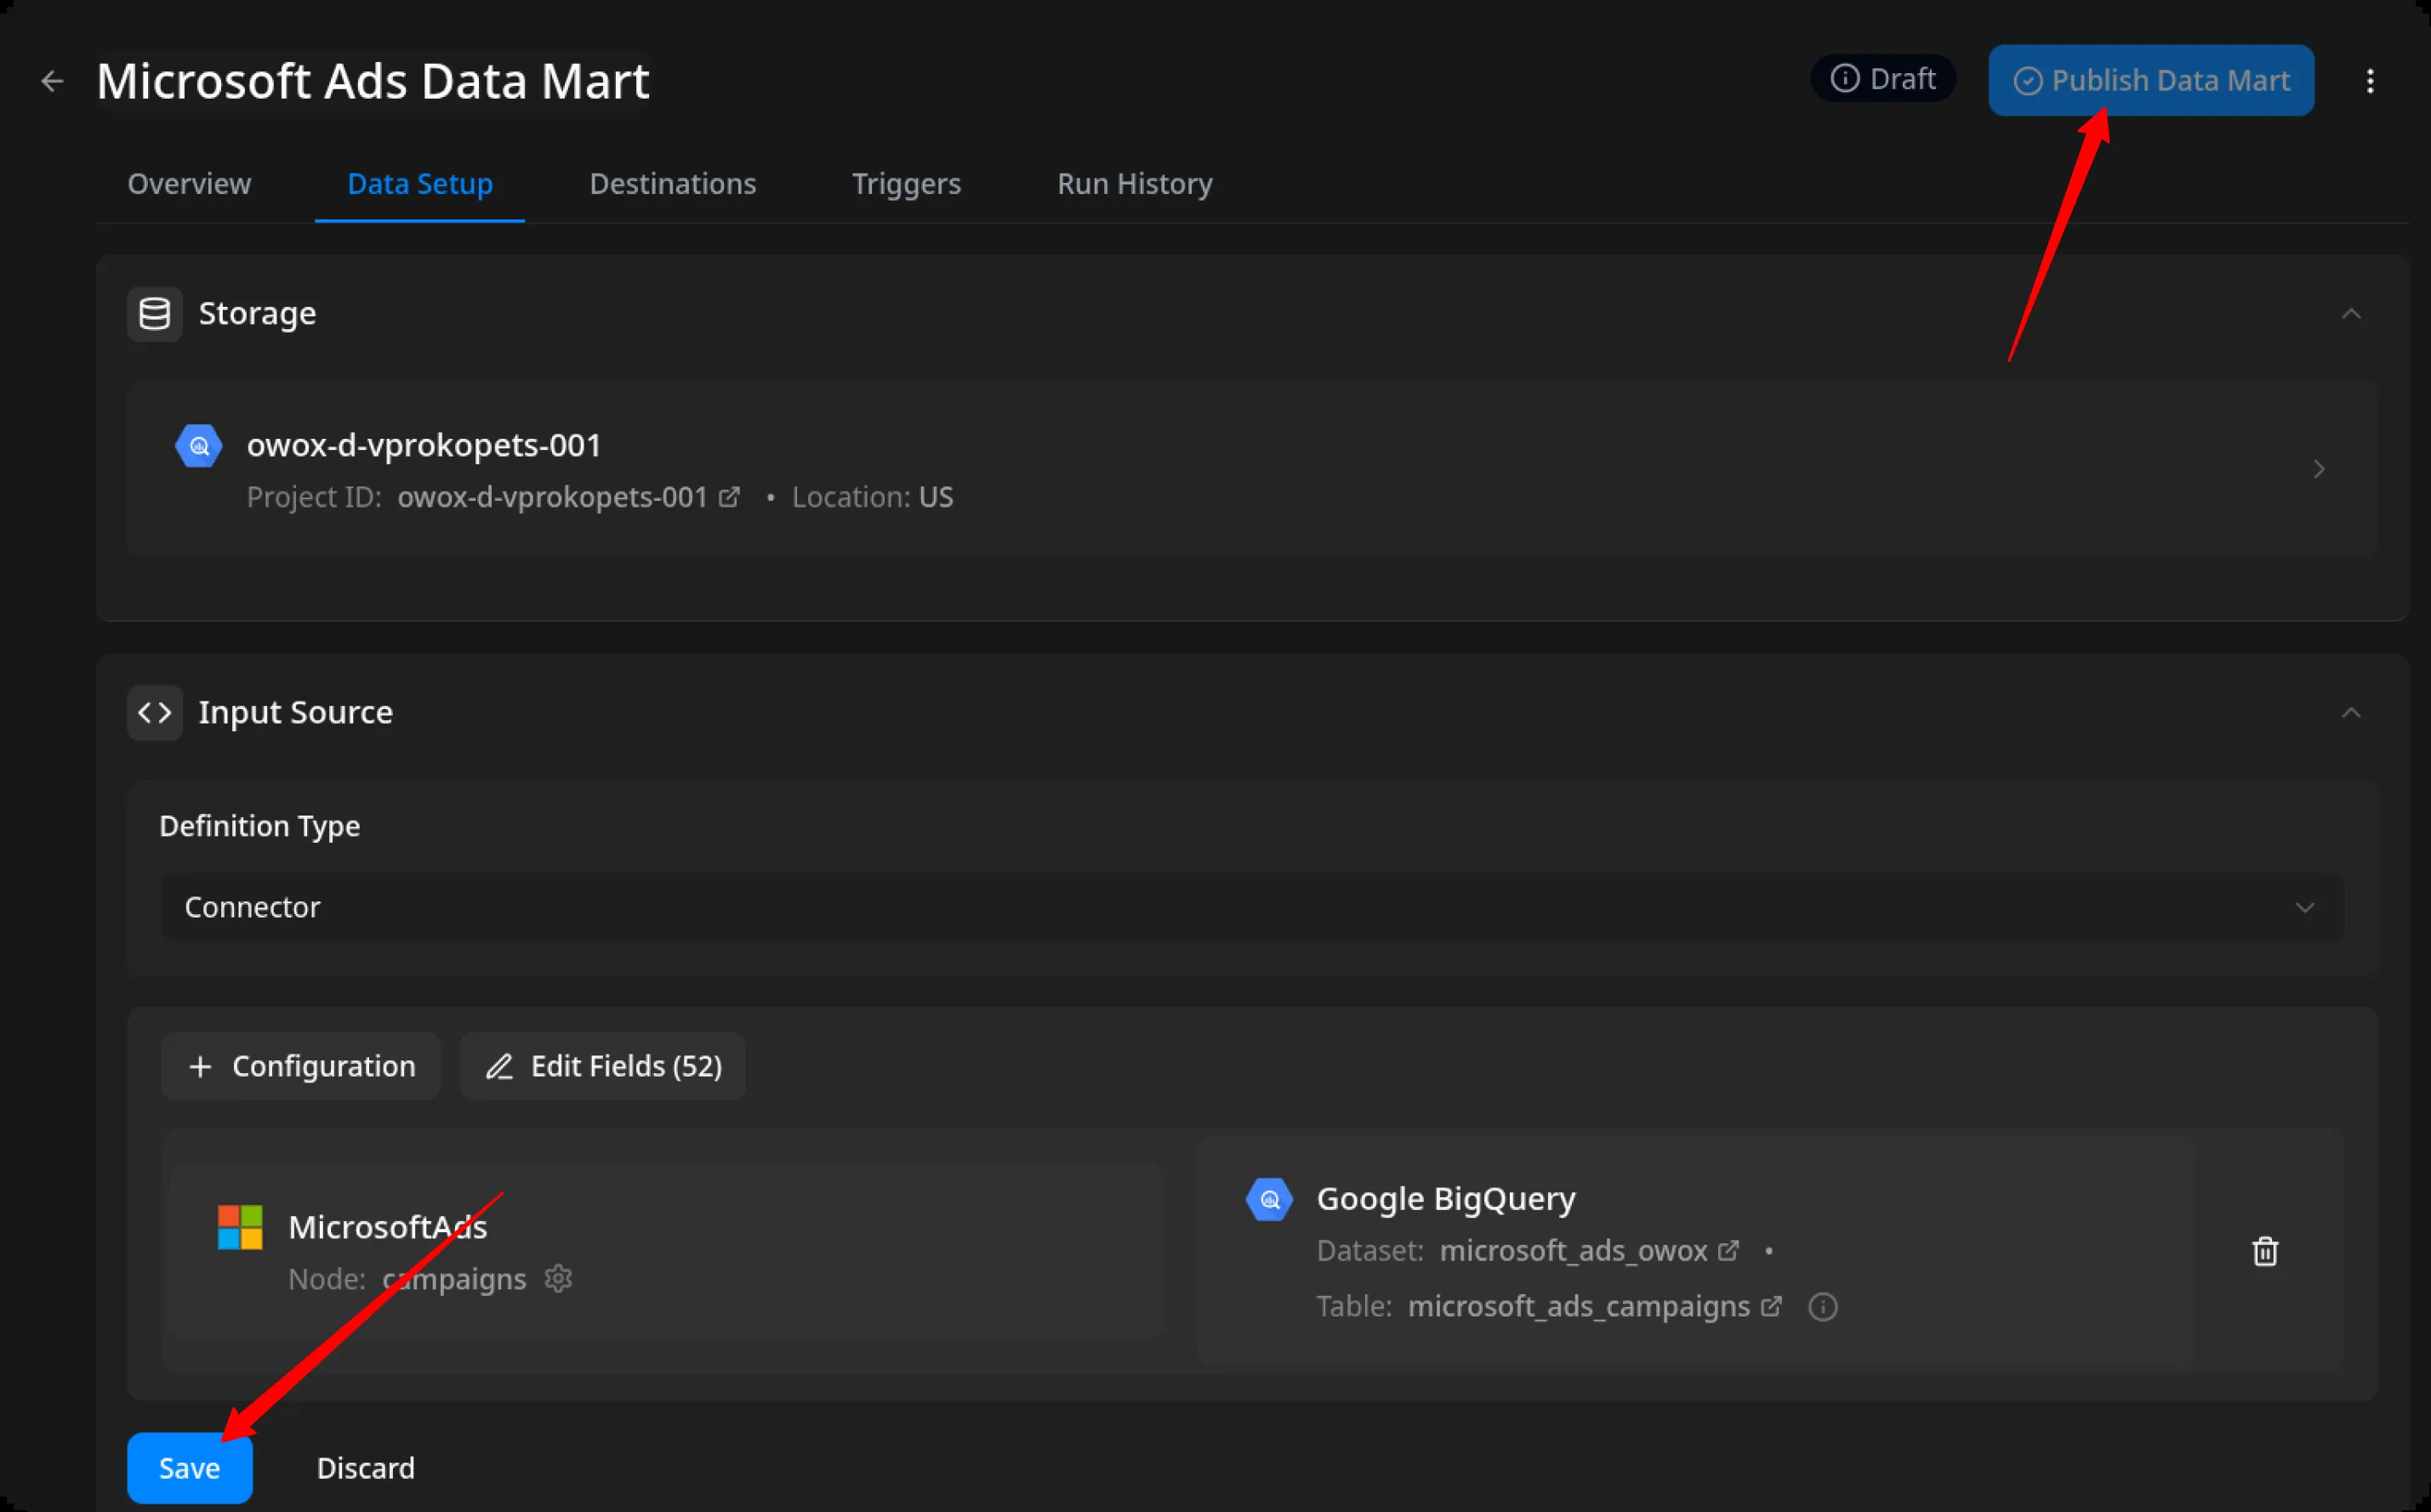 Microsoft Ads Data Mart
Draft
Publish Data Mart
Overview Data Setup Destinations Triggers Run History
Storage
owox-d-vprokopets-001
Project ID: owox-d-vprokopets-001 • Location: US
Input Source
Definition Type
Connector
+ Configuration
Edit Fields (52)
MicrosoftAds
Node: campaigns
Google BigQuery
Dataset: microsoft_ads_owox •
Table: microsoft_ads_campaigns
Save
Discard